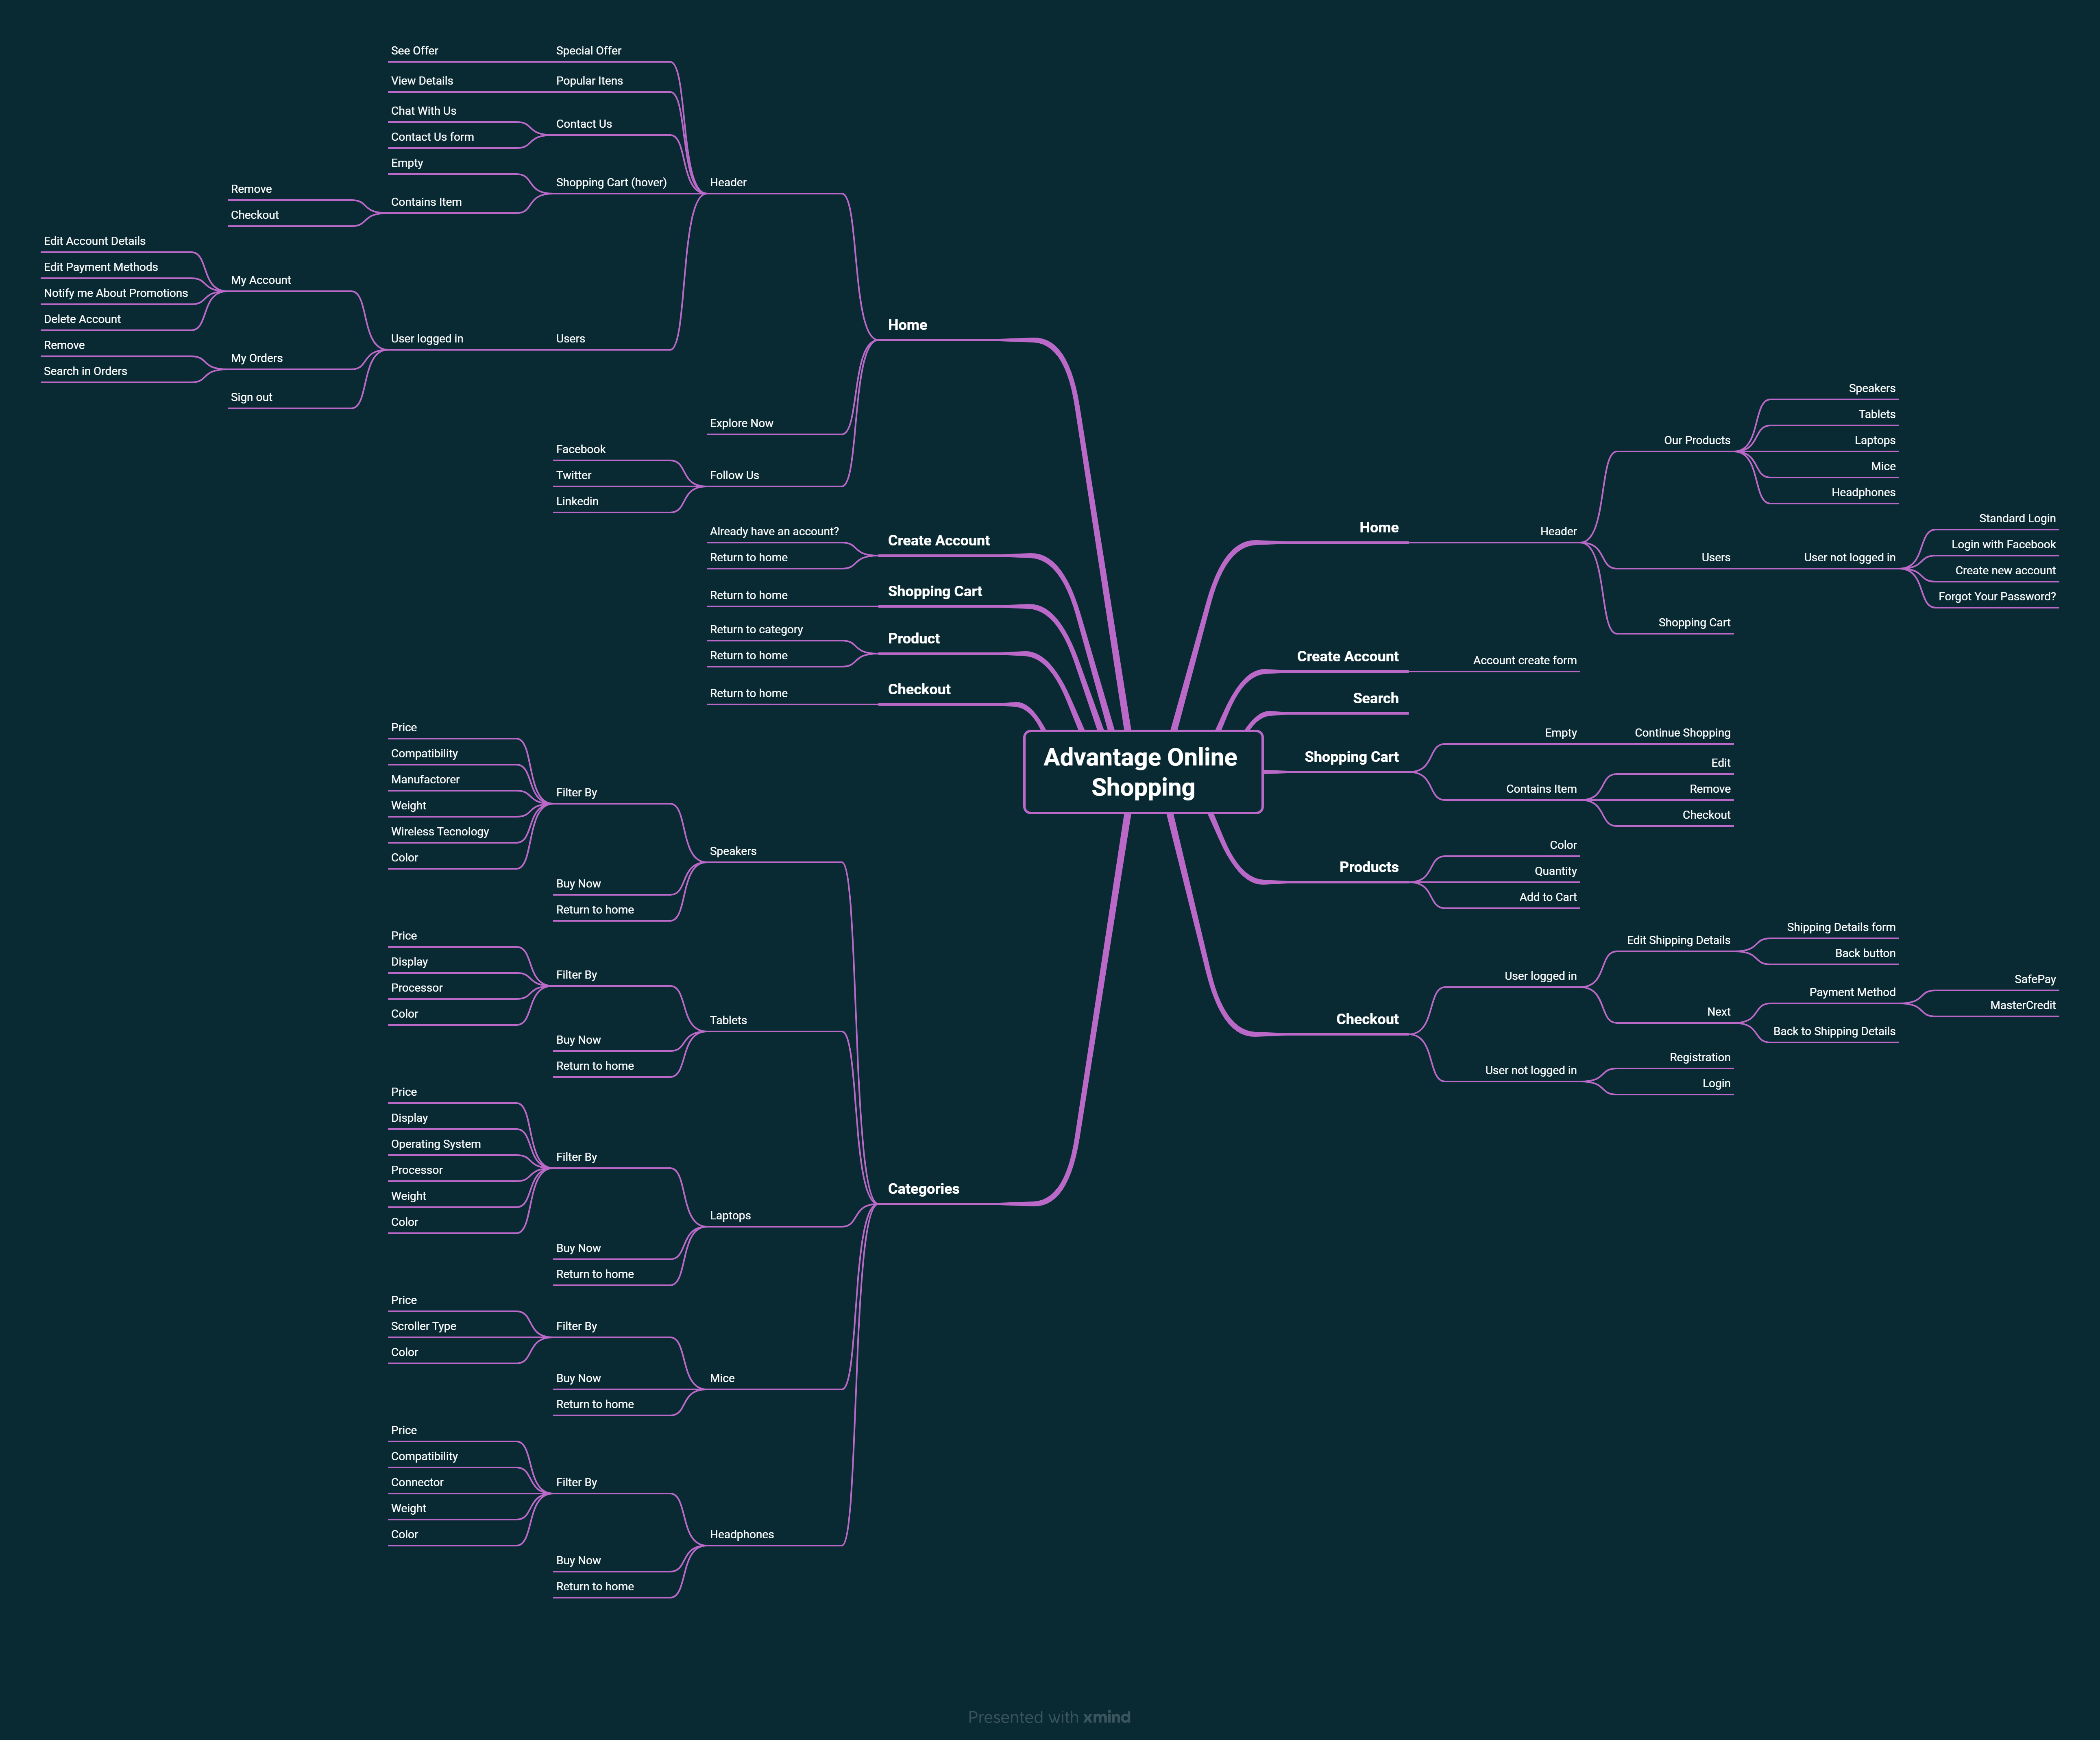 Advantage Online
Shopping
Home
Header
Special Offer
See Offer
Popular Itens
View Details
Contact Us
Chat With Us
Contact Us form
Shopping Cart (hover)
Empty
Contains Item
Remove
Checkout
Users
User logged in
My Account
Edit Account Details
Edit Payment Methods
Notify me About Promotions
Delete Account
My Orders
Remove
Search in Orders
Sign out
Explore Now
Follow Us
Facebook
Twitter
Linkedin
Create Account
Already have an account?
Return to home
Shopping Cart
Return to home
Product
Return to category
Return to home
Checkout
Return to home
Categories
Speakers
Filter By
Price
Compatibility
Manufactorer
Weight
Wireless Tecnology
Color
Buy Now
Return to home
Tablets
Filter By
Price
Display
Processor
Color
Buy Now
Return to home
Laptops
Filter By
Price
Display
Operating System
Processor
Weight
Color
Buy Now
Return to home
Mice
Filter By
Price
Scroller Type
Color
Buy Now
Return to home
Headphones
Filter By
Price
Compatibility
Connector
Weight
Color
Buy Now
Return to home
Home
Header
Our Products
Speakers
Tablets
Laptops
Mice
Headphones
Users
User not logged in
Standard Login
Login with Facebook
Create new account
Forgot Your Password?
Shopping Cart
Create Account
Account create form
Search
Shopping Cart
Empty
Continue Shopping
Contains Item
Edit
Remove
Checkout
Products
Color
Quantity
Add to Cart
Checkout
User logged in
Edit Shipping Details
Shipping Details form
Back button
Next
Payment Method
SafePay
MasterCredit
Back to Shipping Details
User not logged in
Registration
Login
Presented with xmind